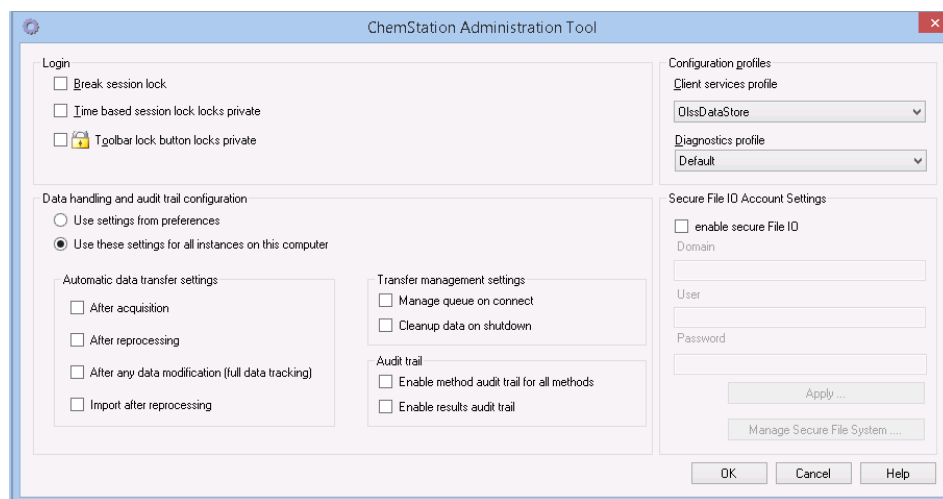 ChemStation Administration Tool
Login
Break session lock
Time based session lock locks private
Toolbar lock button locks private
Configuration profiles
Client services profile
OlssDataStore
Diagnostics profile
Default
Data handling and audit trail configuration
Use settings from preferences
Use these settings for all instances on this computer
Automatic data transfer settings
After acquisition
After reprocessing
After any data modification (full data tracking)
Import after reprocessing
Transfer management settings
Manage queue on connect
Cleanup data on shutdown
Audit trail
Enable method audit trail for all methods
Enable results audit trail
Secure File IO Account Settings
enable secure File IO
Domain
User
Password
Apply ...
Manage Secure File System ....
OK Cancel Help